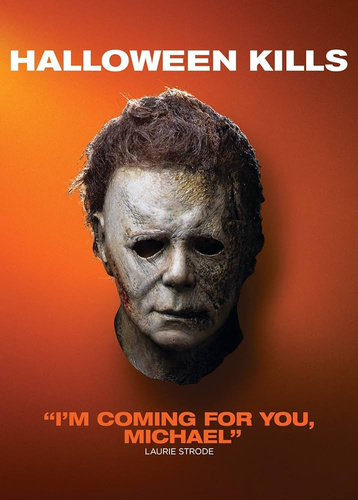 HALLOWEEN KILLS
“I’M COMING FOR YOU,
MICHAEL”
LAURIE STRODE